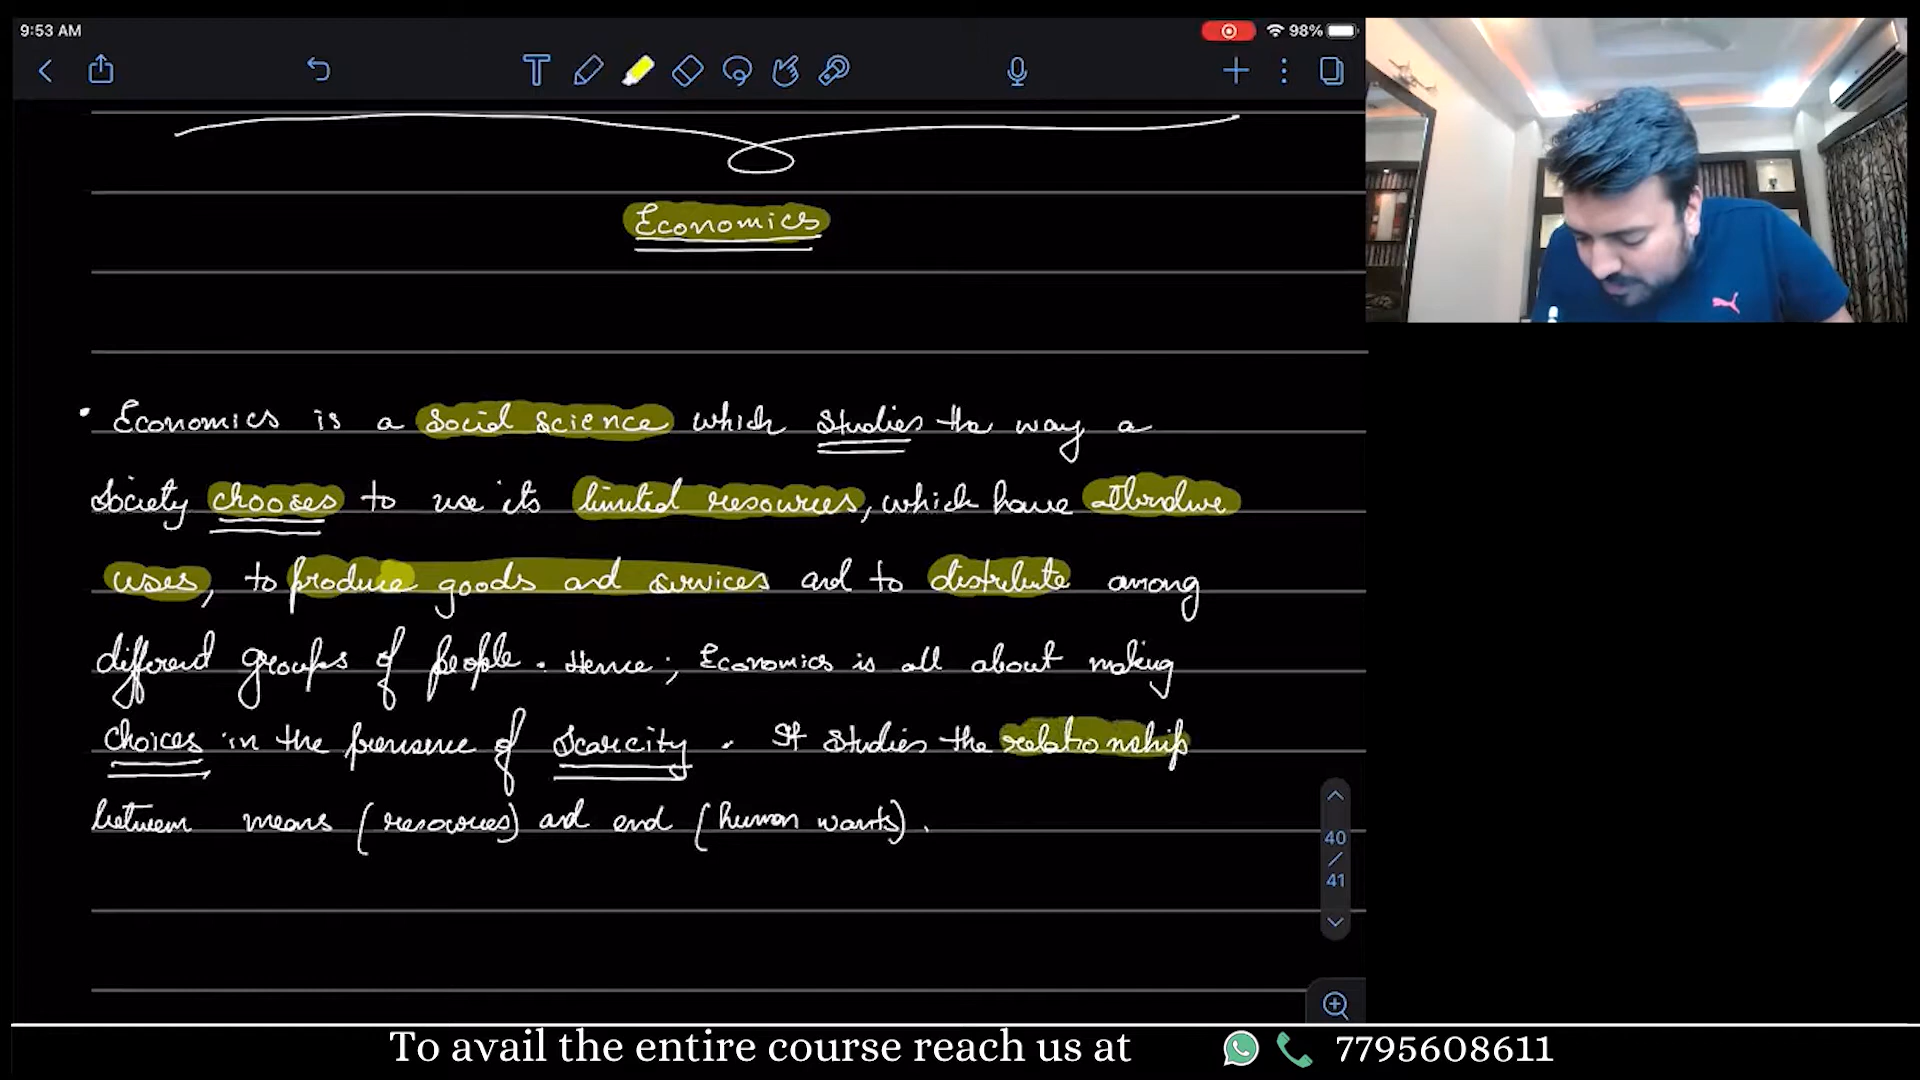 9:53 AM
98%
Economics
• Economics is a social science which studies the way a
society chooses to use its limited resources, which have alternative
uses, to produce goods and services and to distribute among
different groups of people. Hence; Economics is all about making
choices in the presence of scarcity. It studies the relationship
between means (resources) and end (human wants).
40
/
41
To avail the entire course reach us at 7795608611